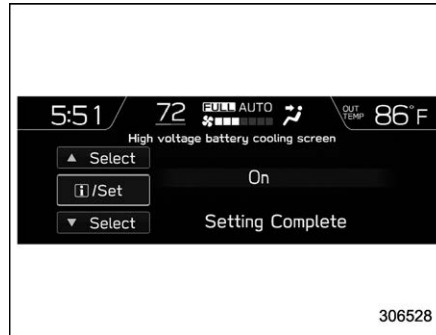 5:51 72 FULL AUTO OUT TEMP 86°F
High voltage battery cooling screen
▲ Select
On
i/Set
▼ Select Setting Complete
306528